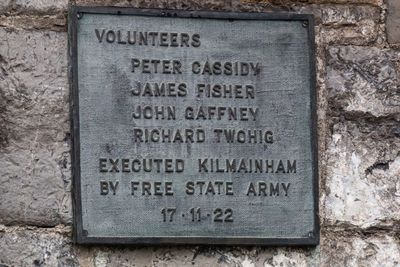 VOLUNTEERS
PETER CASSIDY
JAMES FISHER
JOHN GAFFNEY
RICHARD TWOHIG
EXECUTED KILMAINHAM
BY FREE STATE ARMY
17·11·22